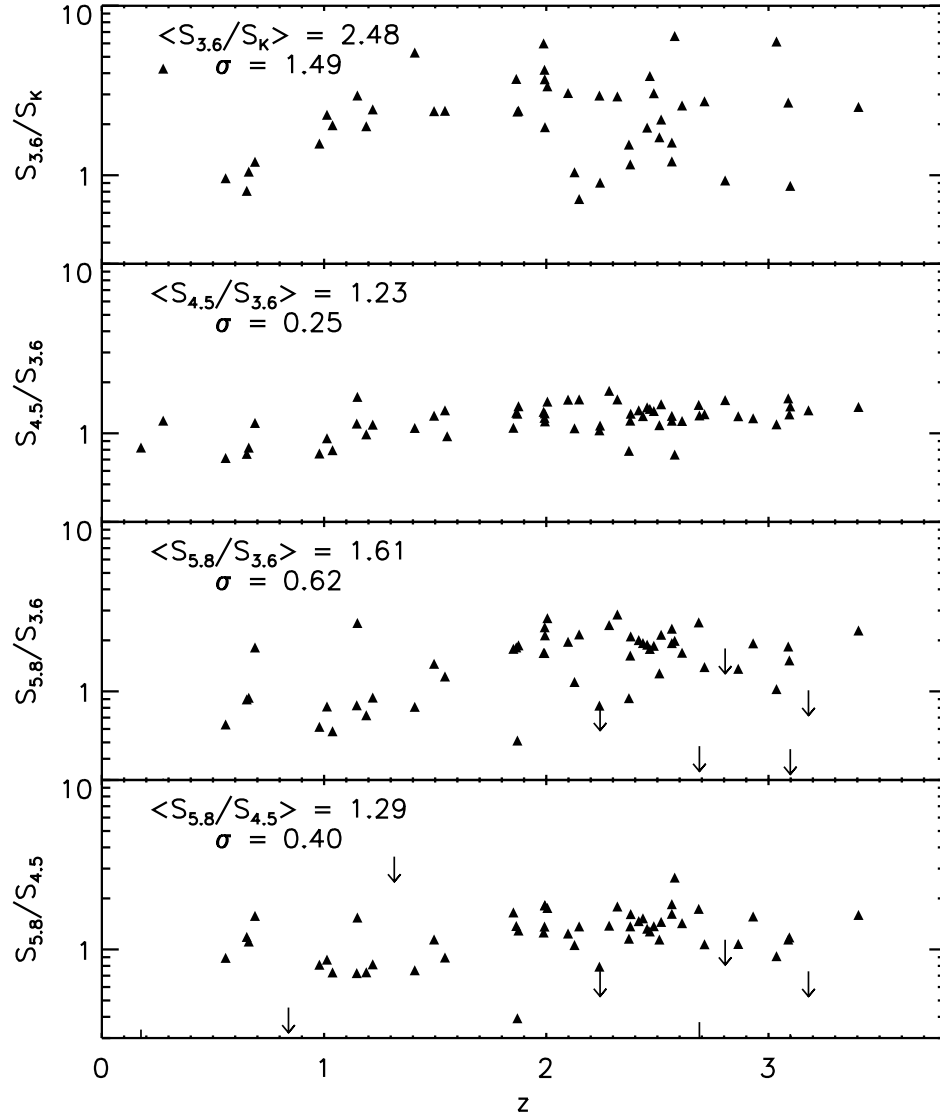 10
<S3.6/SK> = 2.48
σ = 1.49
S3.6/SK
1
10
<S4.5/S3.6> = 1.23
σ = 0.25
S4.5/S3.6
1
10
<S5.8/S3.6> = 1.61
σ = 0.62
S5.8/S3.6
1
10
<S5.8/S4.5> = 1.29
σ = 0.40
S5.8/S4.5
1
0 1 2 3
z